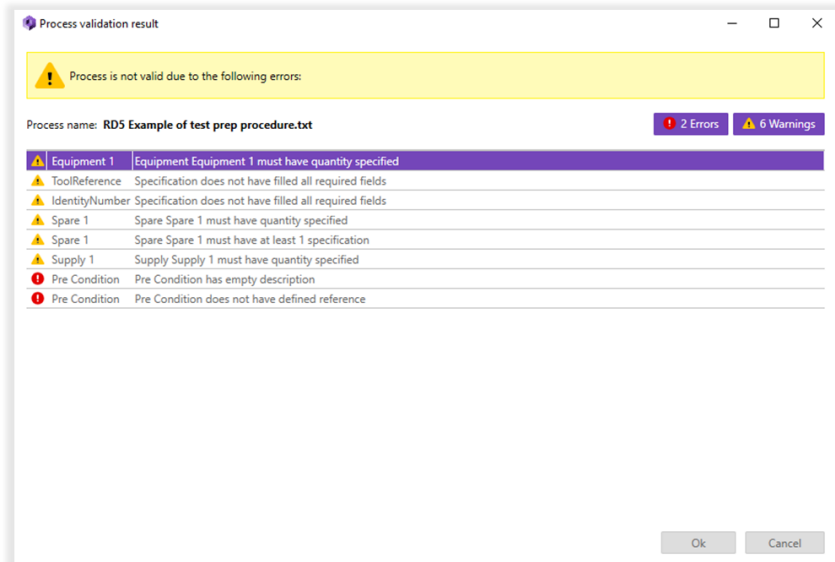 Process validation result
Process is not valid due to the following errors:
Process name: RD5 Example of test prep procedure.txt 2 Errors 6 Warnings
Equipment 1 Equipment Equipment 1 must have quantity specified
ToolReference Specification does not have filled all required fields
IdentityNumber Specification does not have filled all required fields
Spare 1 Spare Spare 1 must have quantity specified
Spare 1 Spare Spare 1 must have at least 1 specification
Supply 1 Supply Supply 1 must have quantity specified
Pre Condition Pre Condition has empty description
Pre Condition Pre Condition does not have defined reference
Ok Cancel